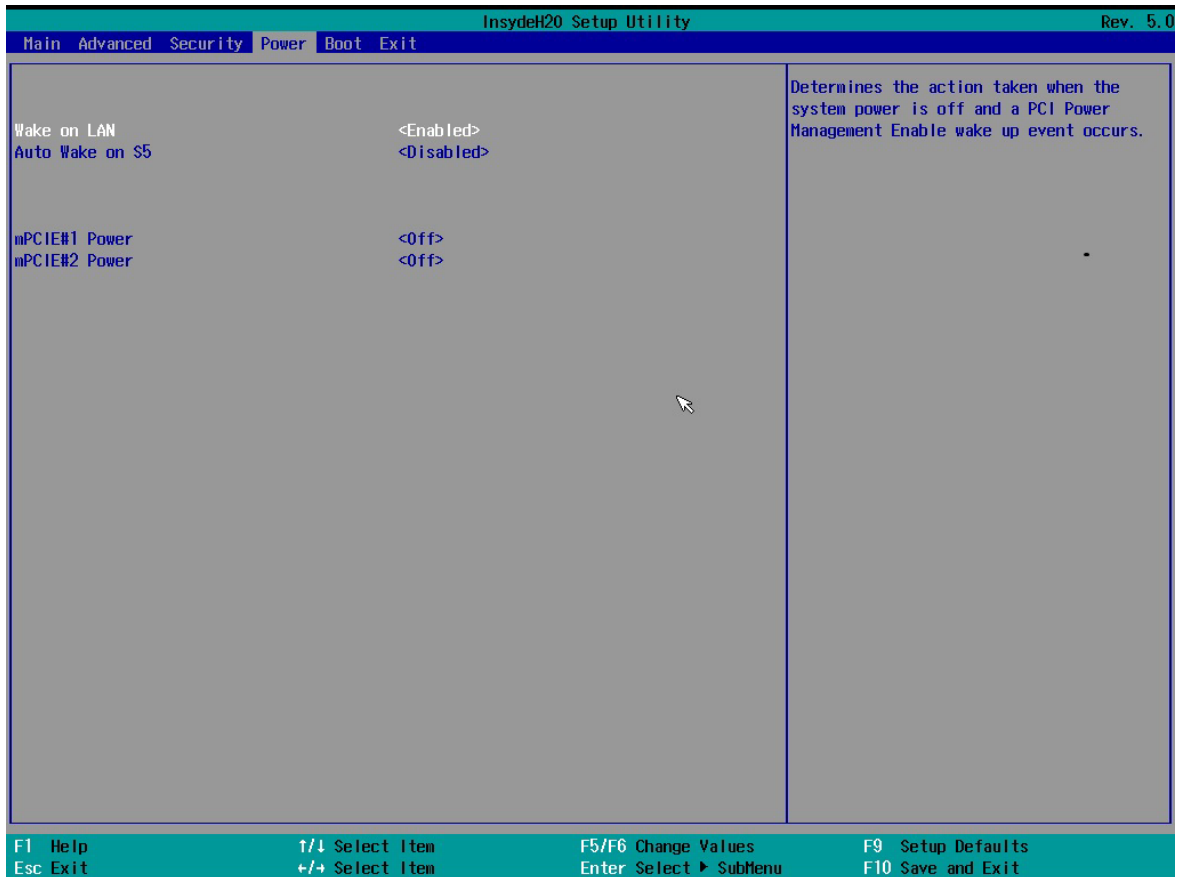 InsydeH20 Setup Utility Rev. 5.0
Main Advanced Security Power Boot Exit
Wake on LAN <Enabled>
Auto Wake on S5 <Disabled>
mPCIE#1 Power <Off>
mPCIE#2 Power <Off>
Determines the action taken when the
system power is off and a PCI Power
Management Enable wake up event occurs.
F1 Help ↑/↓ Select Item F5/F6 Change Values F9 Setup Defaults
Esc Exit ←/→ Select Item Enter Select ▶ SubMenu F10 Save and Exit